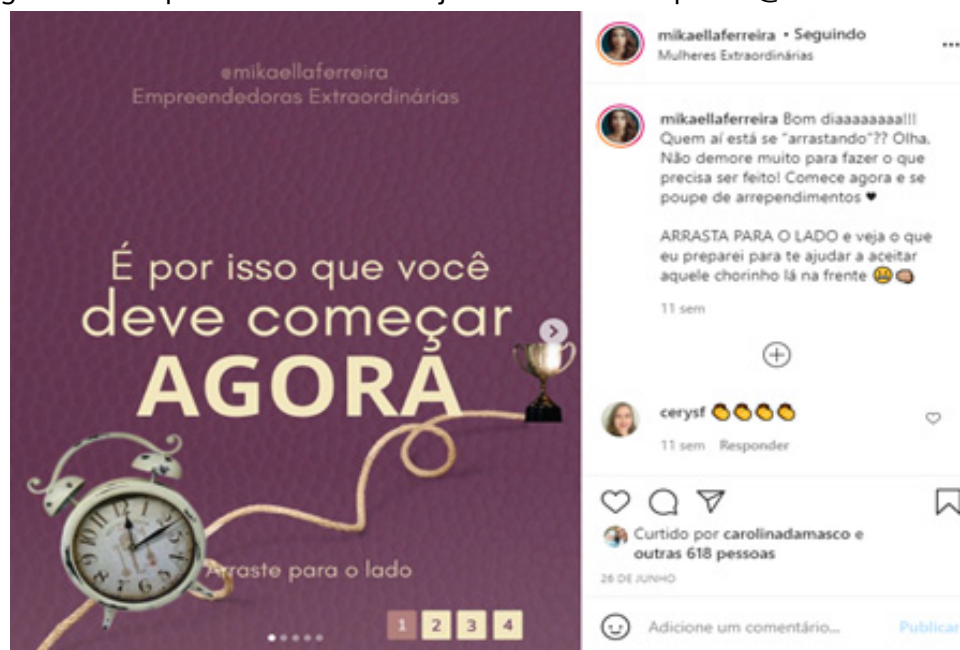 @mikaellaferreira
Empreendedoras Extraordinárias
É por isso que você
deve começar
AGORA
Arraste para o lado
1 2 3 4
mikaellaferreira • Seguindo
Mulheres Extraordinárias
mikaellaferreira Bom diaaaaaaaa!!!
Quem aí está se "arrastando"?? Olha.
Não demore muito para fazer o que
precisa ser feito! Comece agora e se
poupe de arrependimentos ♥
ARRASTA PARA O LADO e veja o que
eu preparei para te ajudar a aceitar
aquele chorinho lá na frente
11 sem
cerysf 👏👏👏👏
11 sem Responder
Curtido por carolinadamasco e
outras 618 pessoas
26 DE JUNHO
Adicione um comentário... Publicar